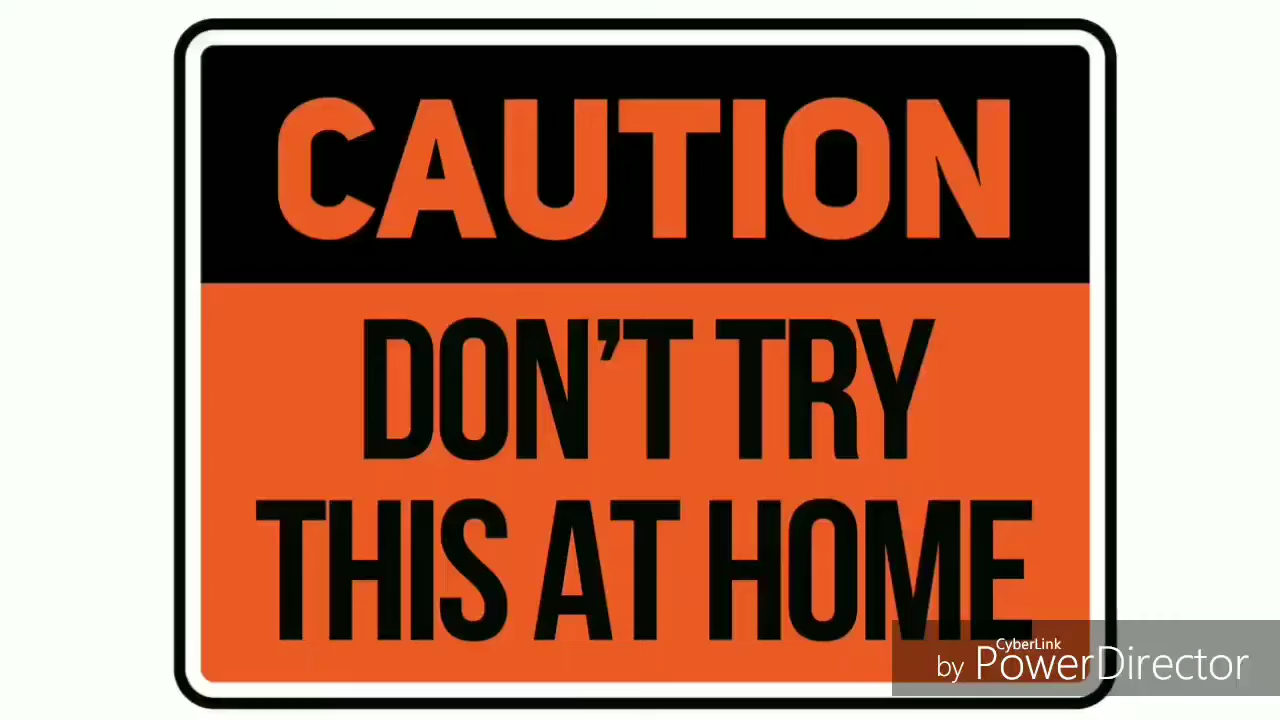 CAUTION
DON'T TRY
THIS AT HOME
CyberLink
by PowerDirector